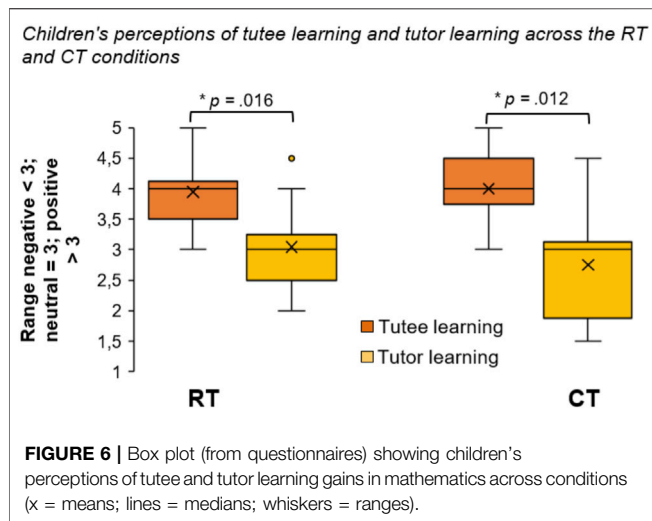 Children's perceptions of tutee learning and tutor learning across the RT
and CT conditions
* p = .016
* p = .012
Range negative < 3;
neutral = 3; positive
> 3
5
4,5
4
3,5
3
2,5
2
1,5
1
Tutee learning
Tutor learning
RT
CT
FIGURE 6 | Box plot (from questionnaires) showing children's
perceptions of tutee and tutor learning gains in mathematics across conditions
(x = means; lines = medians; whiskers = ranges).